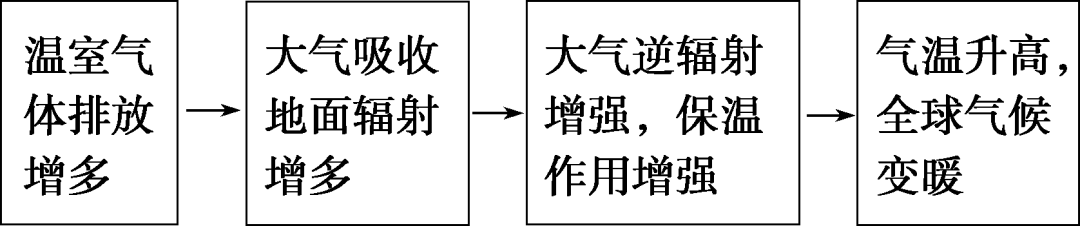 温室气
体排放
增多
大气吸收
地面辐射
增多
大气逆辐射
增强，保温
作用增强
气温升高，
全球气候
变暖